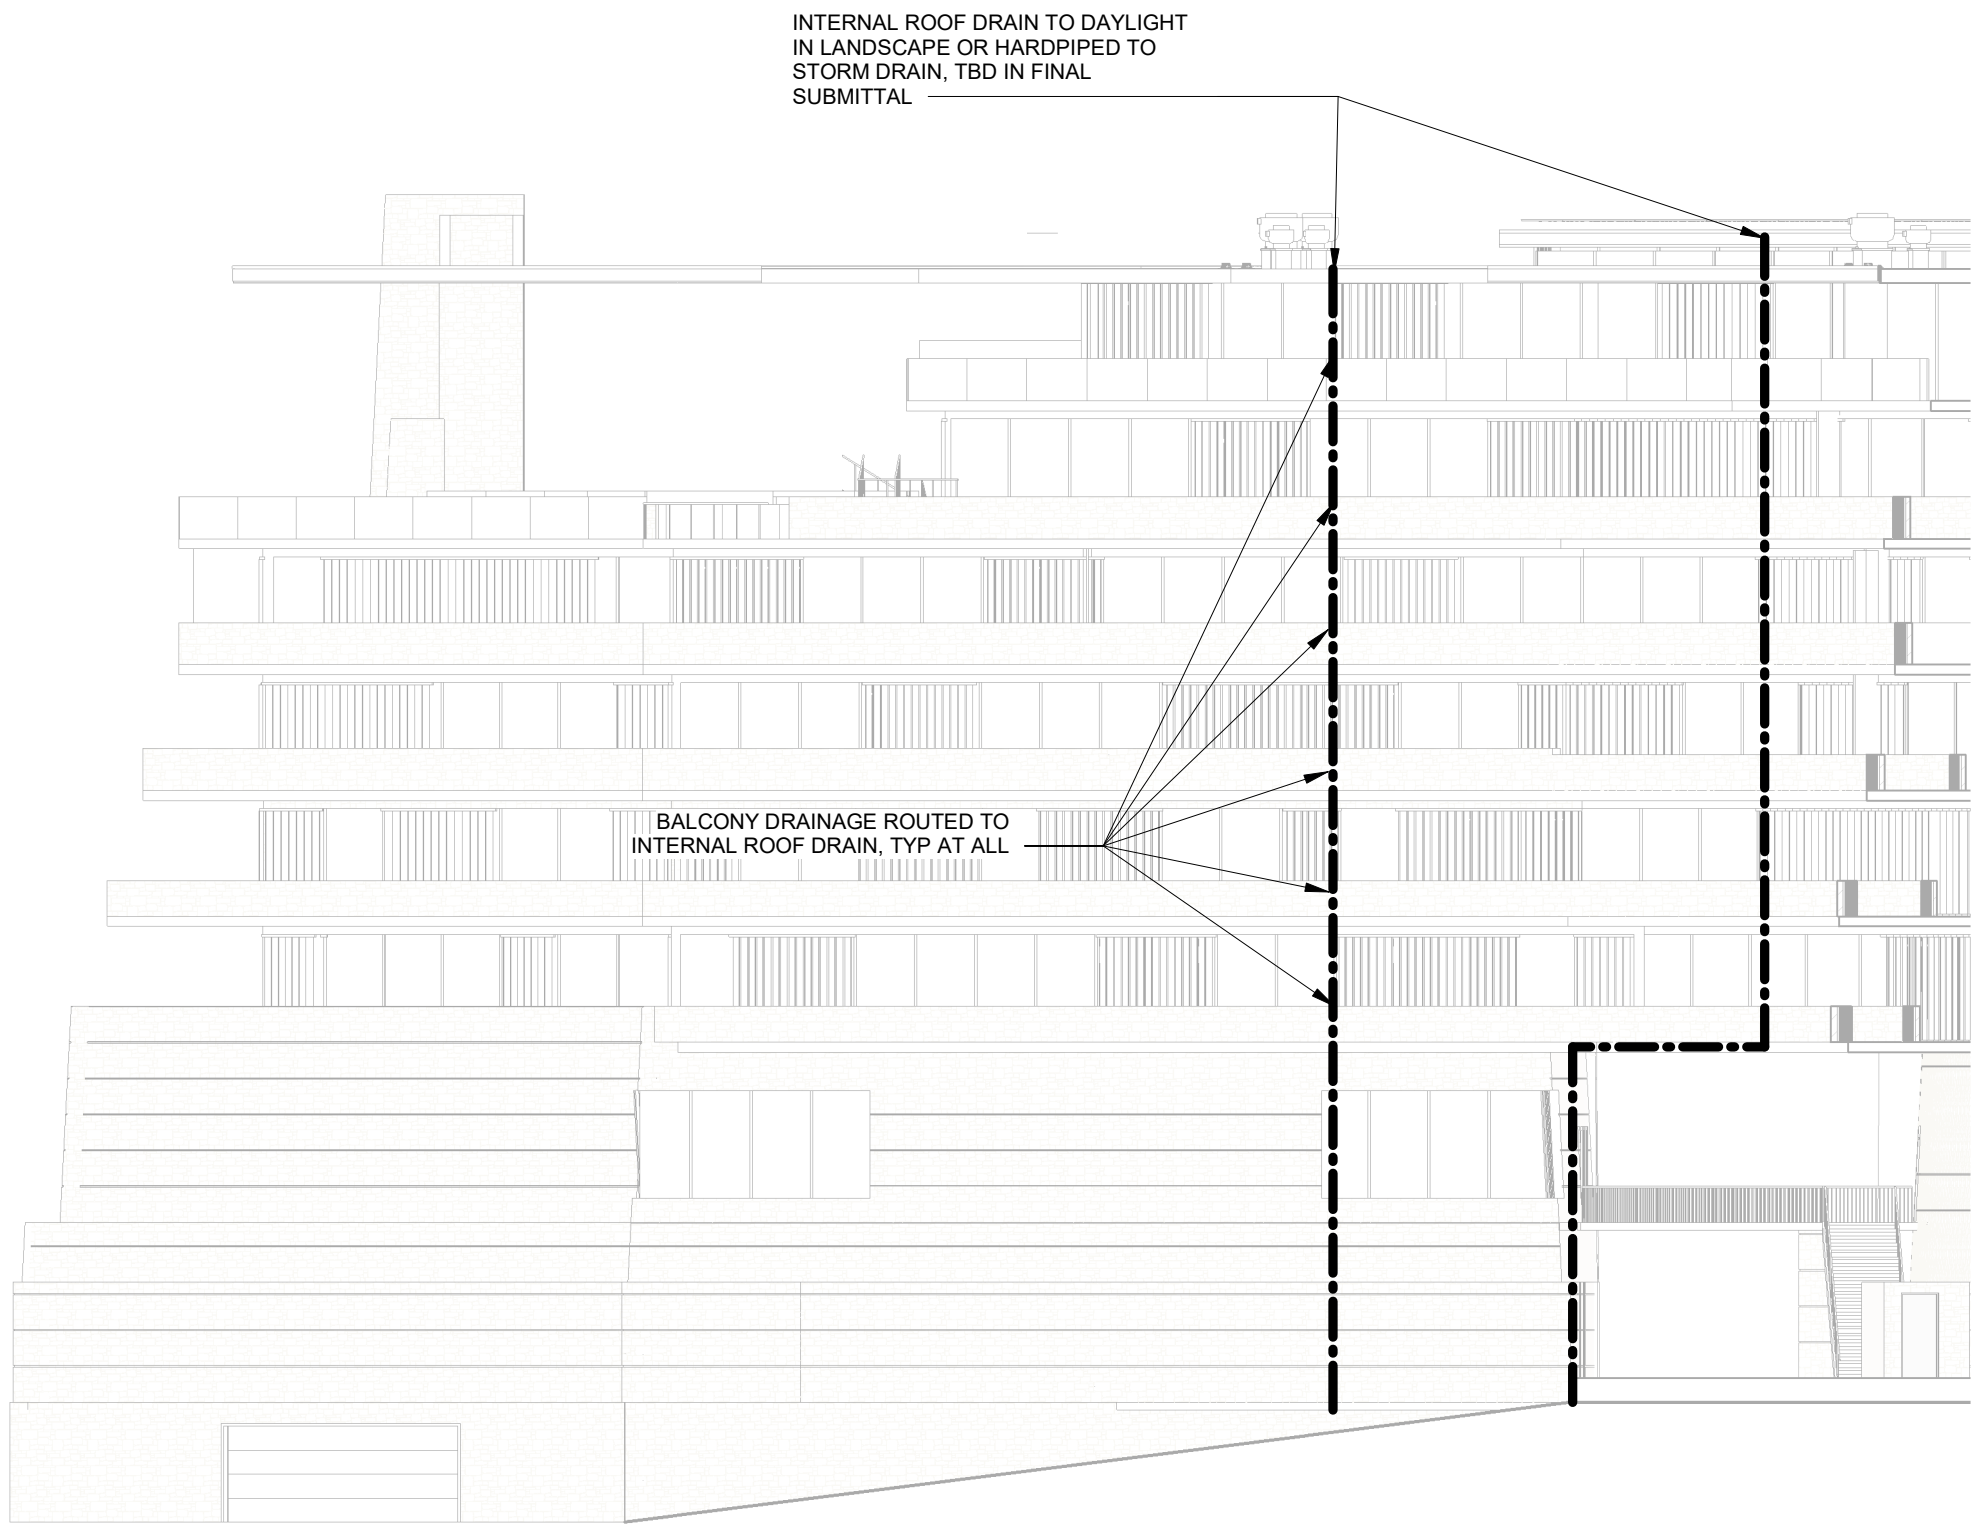 INTERNAL ROOF DRAIN TO DAYLIGHT
IN LANDSCAPE OR HARDPIPED TO
STORM DRAIN, TBD IN FINAL
SUBMITTAL
BALCONY DRAINAGE ROUTED TO
INTERNAL ROOF DRAIN, TYP AT ALL